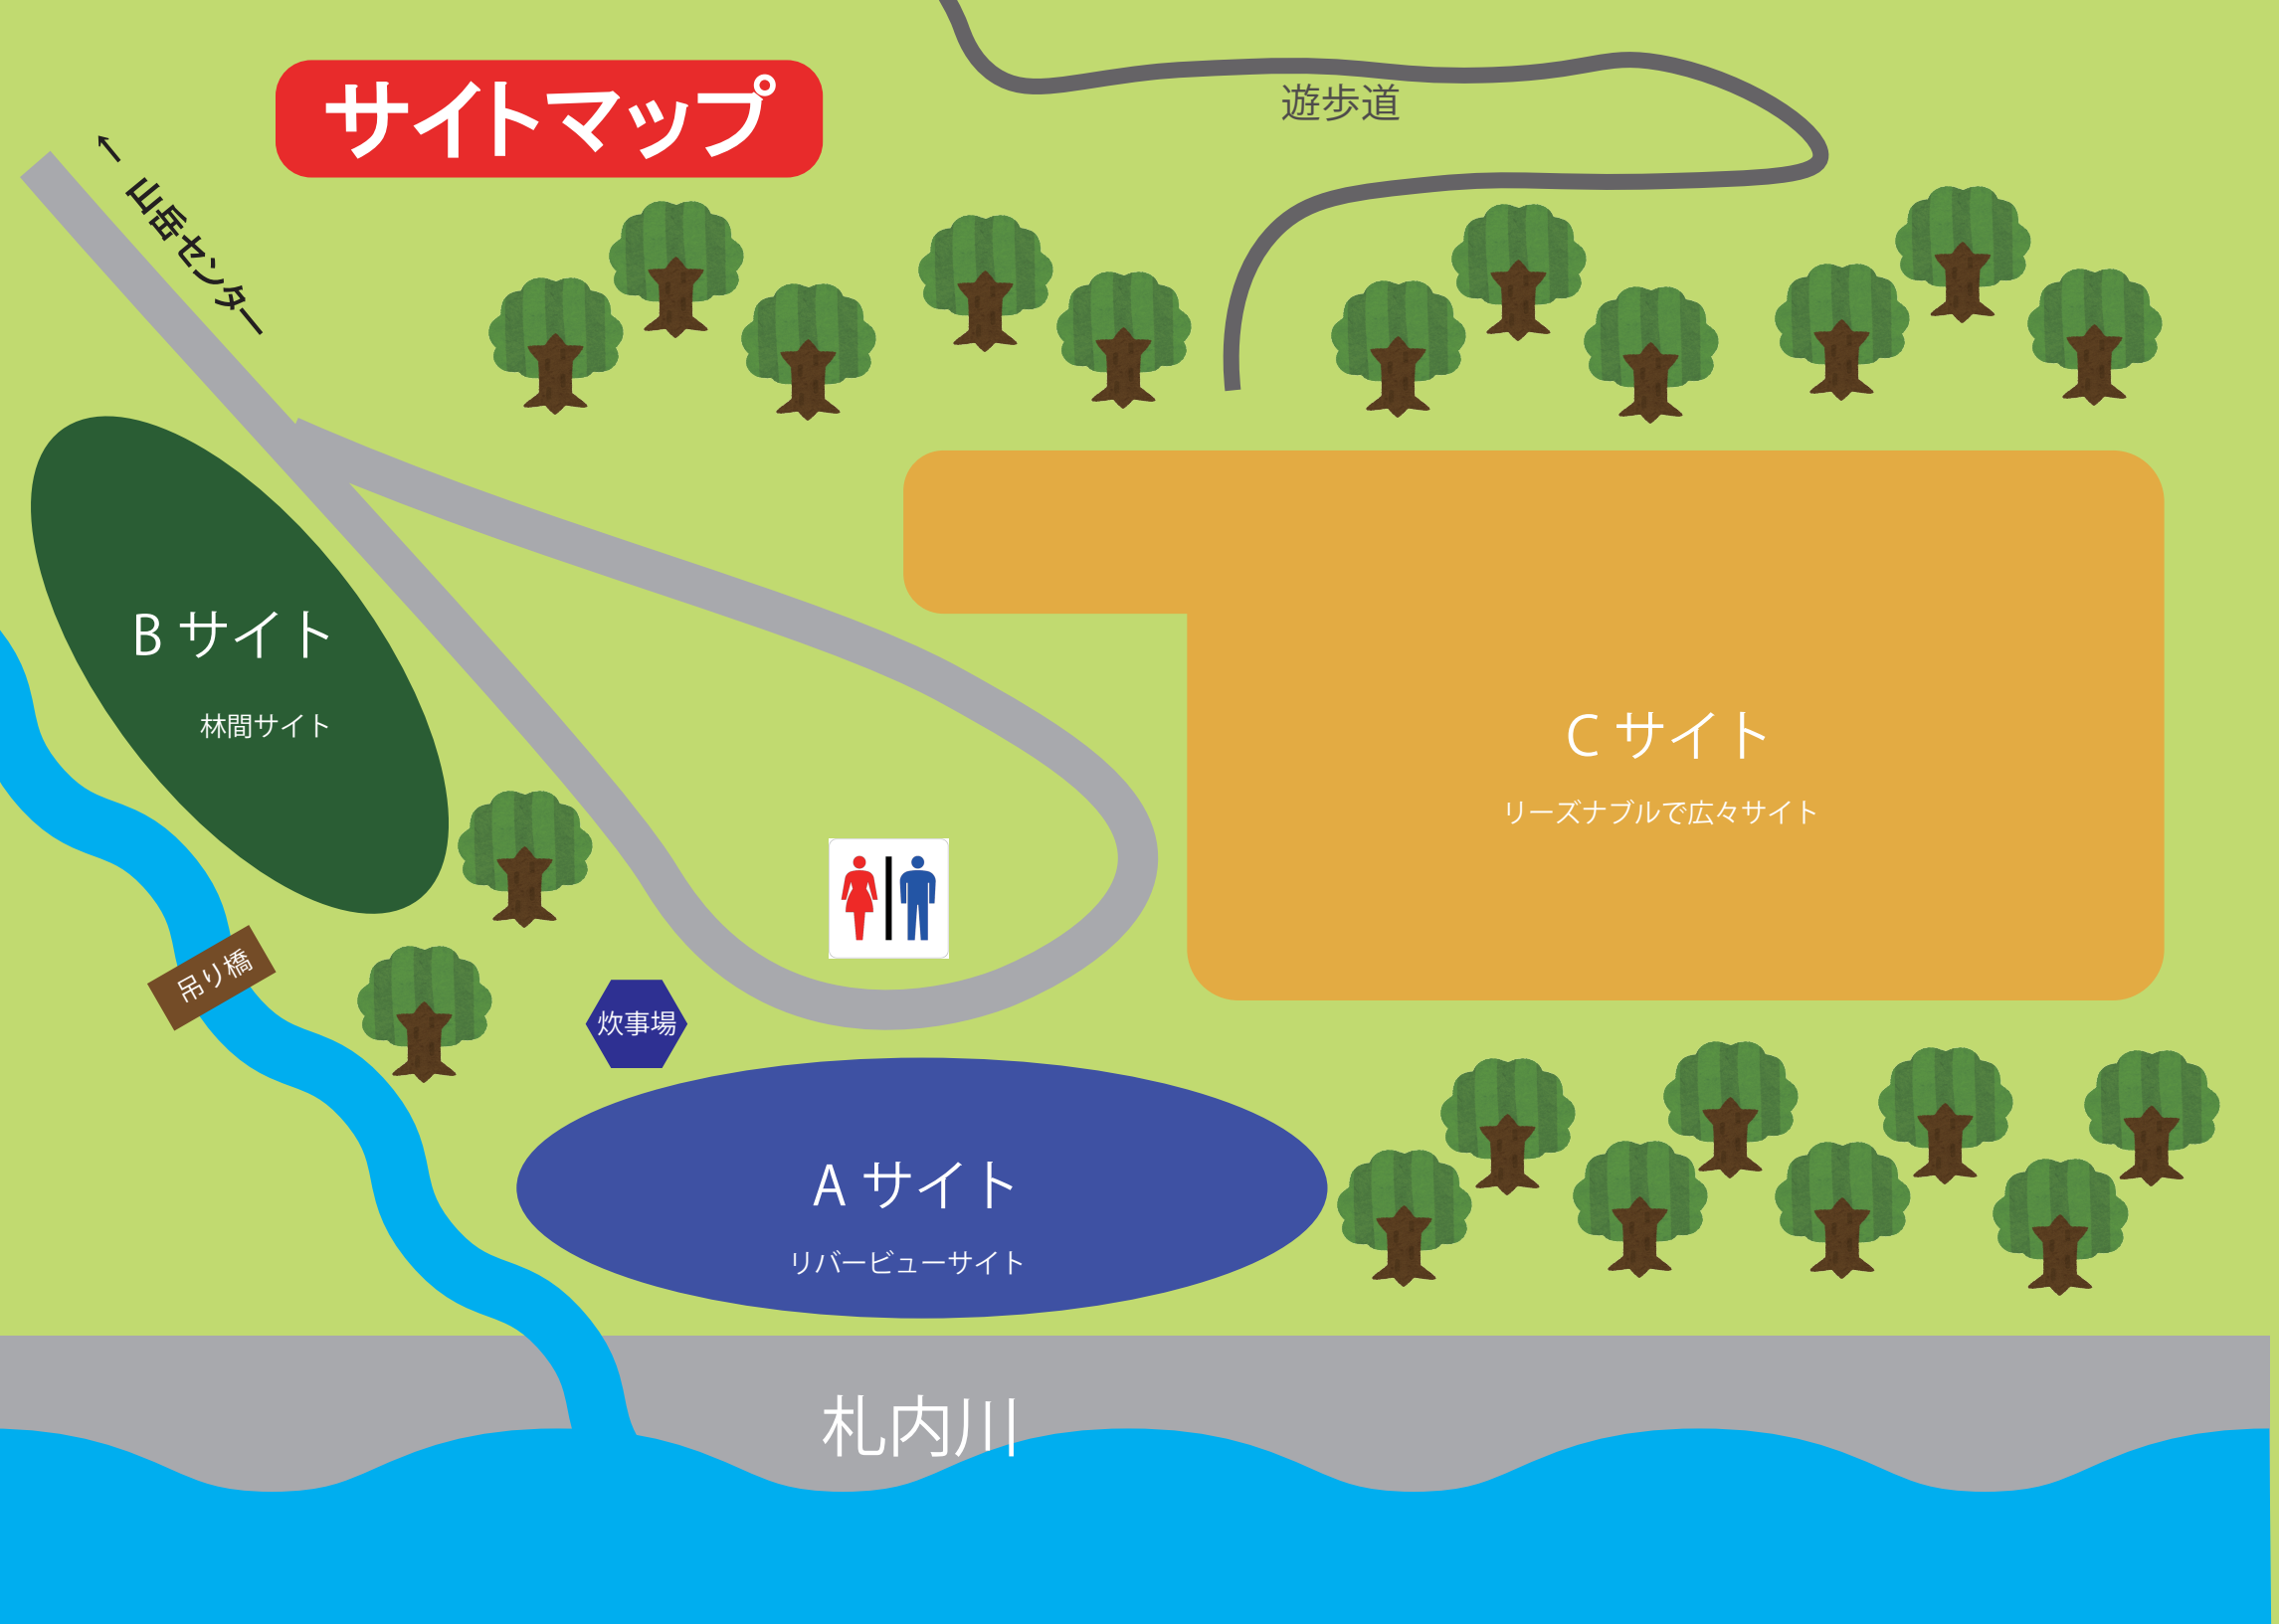 サイトマップ
遊歩道
← 山岳センター
B サイト
林間サイト
C サイト
リーズナブルで広々サイト
吊り橋
炊事場
A サイト
リバービューサイト
札内川